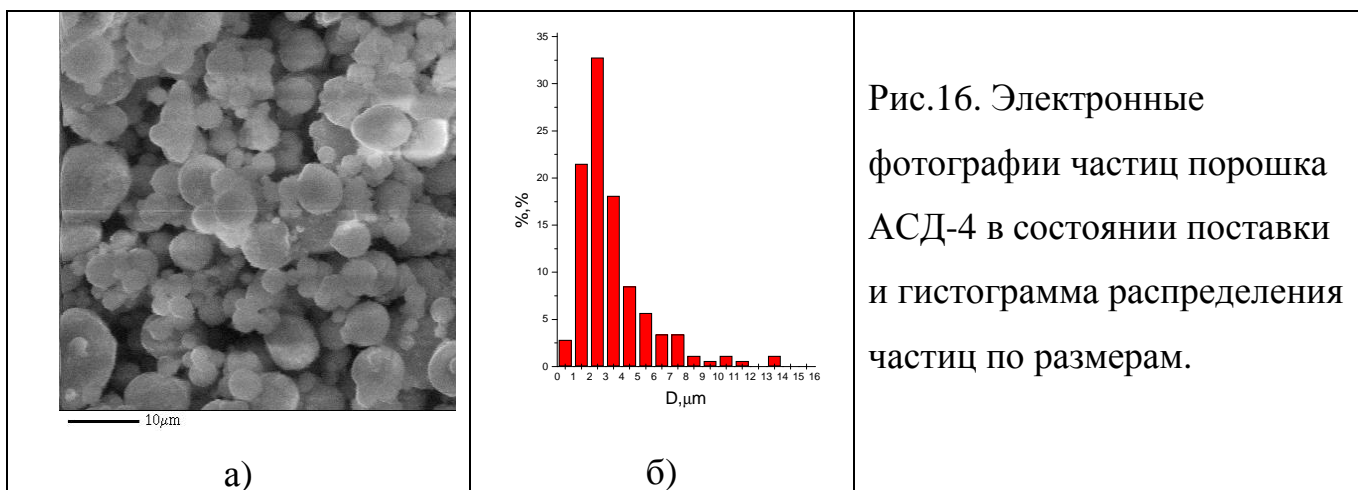 10μm
а)
35
30
25
20
15
10
5
0
%,%
0 1 2 3 4 5 6 7 8 9 10 11 12 13 14 15 16
D,μm
б)
Рис.16. Электронные
фотографии частиц порошка
АСД-4 в состоянии поставки
и гистограмма распределения
частиц по размерам.